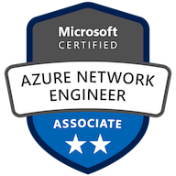 Microsoft
CERTIFIED
AZURE NETWORK
ENGINEER
ASSOCIATE